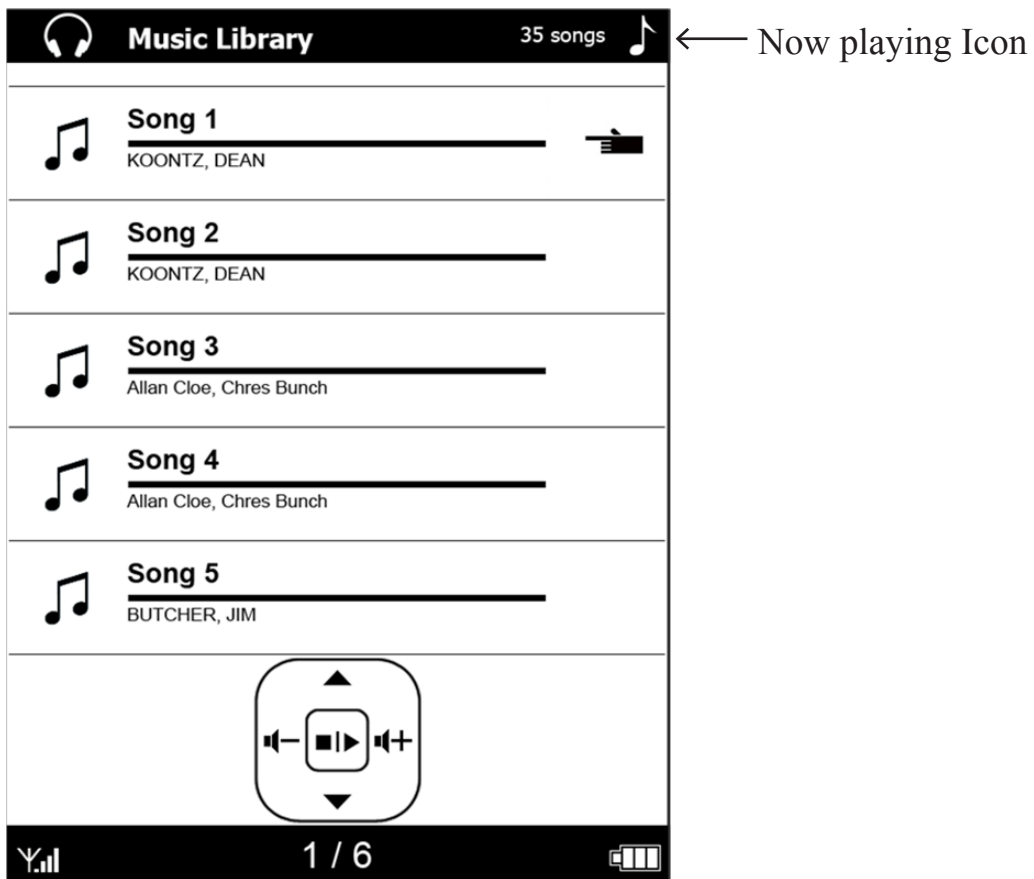 Music Library 35 songs
Now playing Icon
Song 1
KOONTZ, DEAN
Song 2
KOONTZ, DEAN
Song 3
Allan Cloe, Chres Bunch
Song 4
Allan Cloe, Chres Bunch
Song 5
BUTCHER, JIM
1 / 6